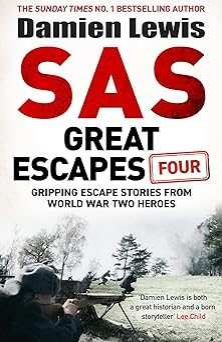 THE SUNDAY TIMES NO. 1 BESTSELLING AUTHOR
Damien Lewis
SAS
GREAT
ESCAPES FOUR
GRIPPING ESCAPE STORIES FROM
WORLD WAR TWO HEROES
Damien Lewis is both
a great historian and a born
storyteller' Lee Child